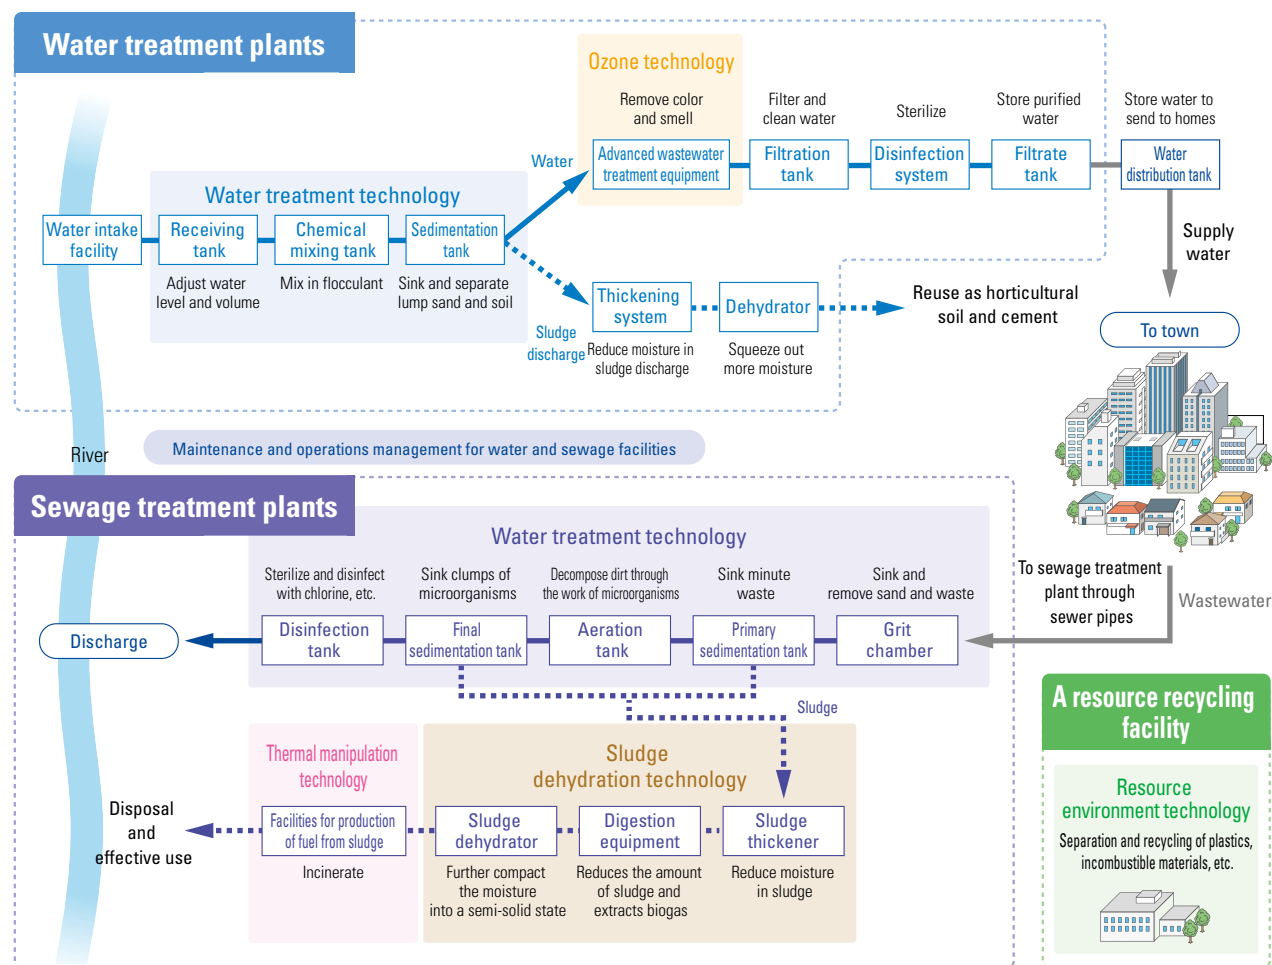 Water treatment plants
Ozone technology
Remove color
and smell
Filter and
clean water
Sterilize
Store purified
water
Store water to
send to homes
Water
Advanced wastewater
treatment equipment
Filtration
tank
Disinfection
system
Filtrate
tank
Water
distribution tank
Water treatment technology
Water intake
facility
Receiving
tank
Chemical
mixing tank
Sedimentation
tank
Adjust water
level and volume
Mix in flocculant
Sink and separate
lump sand and soil
Supply
water
Sludge
discharge
Thickening
system
Dehydrator
Reduce moisture in
sludge discharge
Squeeze out
more moisture
Reuse as horticultural
soil and cement
To town
River
Maintenance and operations management for water and sewage facilities
Sewage treatment plants
Water treatment technology
Sterilize and disinfect
with chlorine, etc.
Sink clumps of
microorganisms
Decompose dirt through
the work of microorganisms
Sink minute
waste
Sink and
remove sand and waste
To sewage treatment
plant through
sewer pipes
Wastewater
Discharge
Disinfection
tank
Final
sedimentation tank
Aeration
tank
Primary
sedimentation tank
Grit
chamber
Sludge
Thermal manipulation
technology
Sludge
dehydration technology
Disposal
and
effective use
Facilities for production
of fuel from sludge
Sludge
dehydrator
Digestion
equipment
Sludge
thickener
Incinerate
Further compact
the moisture
into a semi-solid state
Reduces the amount
of sludge and
extracts biogas
Reduce moisture
in sludge
A resource recycling
facility
Resource
environment technology
Separation and recycling of plastics,
incombustible materials, etc.